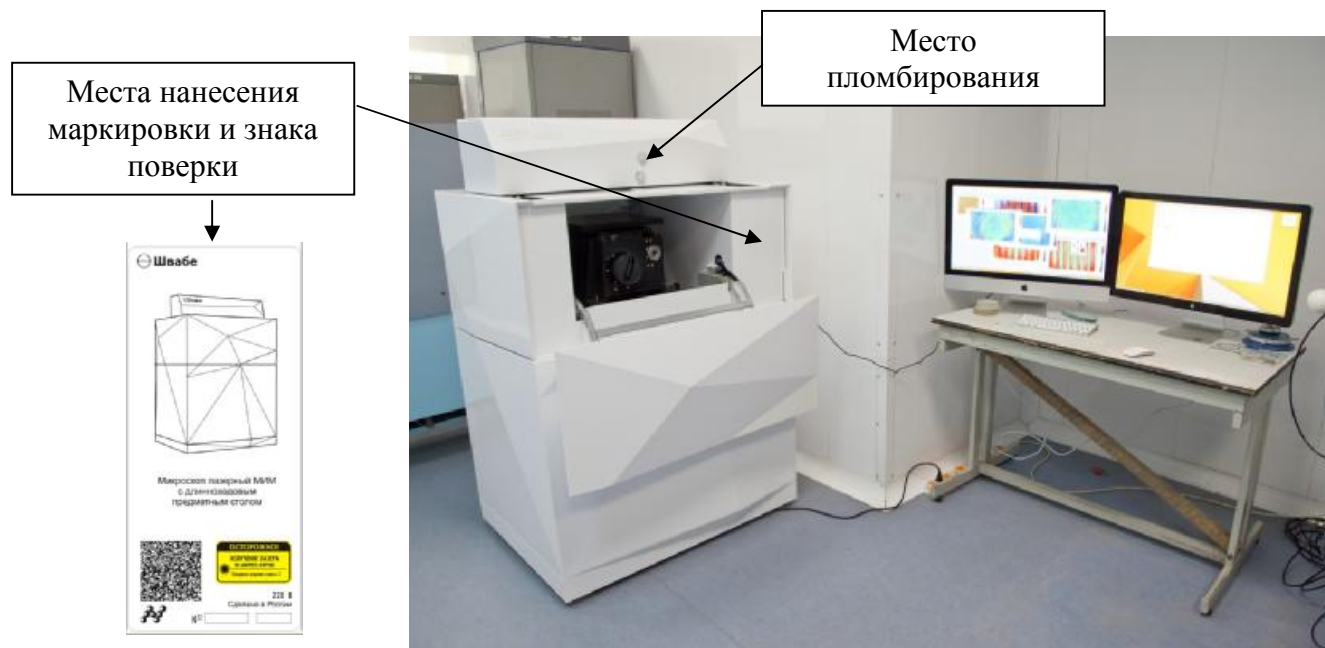 Место
пломбирования
Места нанесения
маркировки и знака
поверки
Швабе
Микроскоп лазерный МИМ
с длинноходовым
предметным столом
ОСТОРОЖНО!
220 В
Сделано в России
№